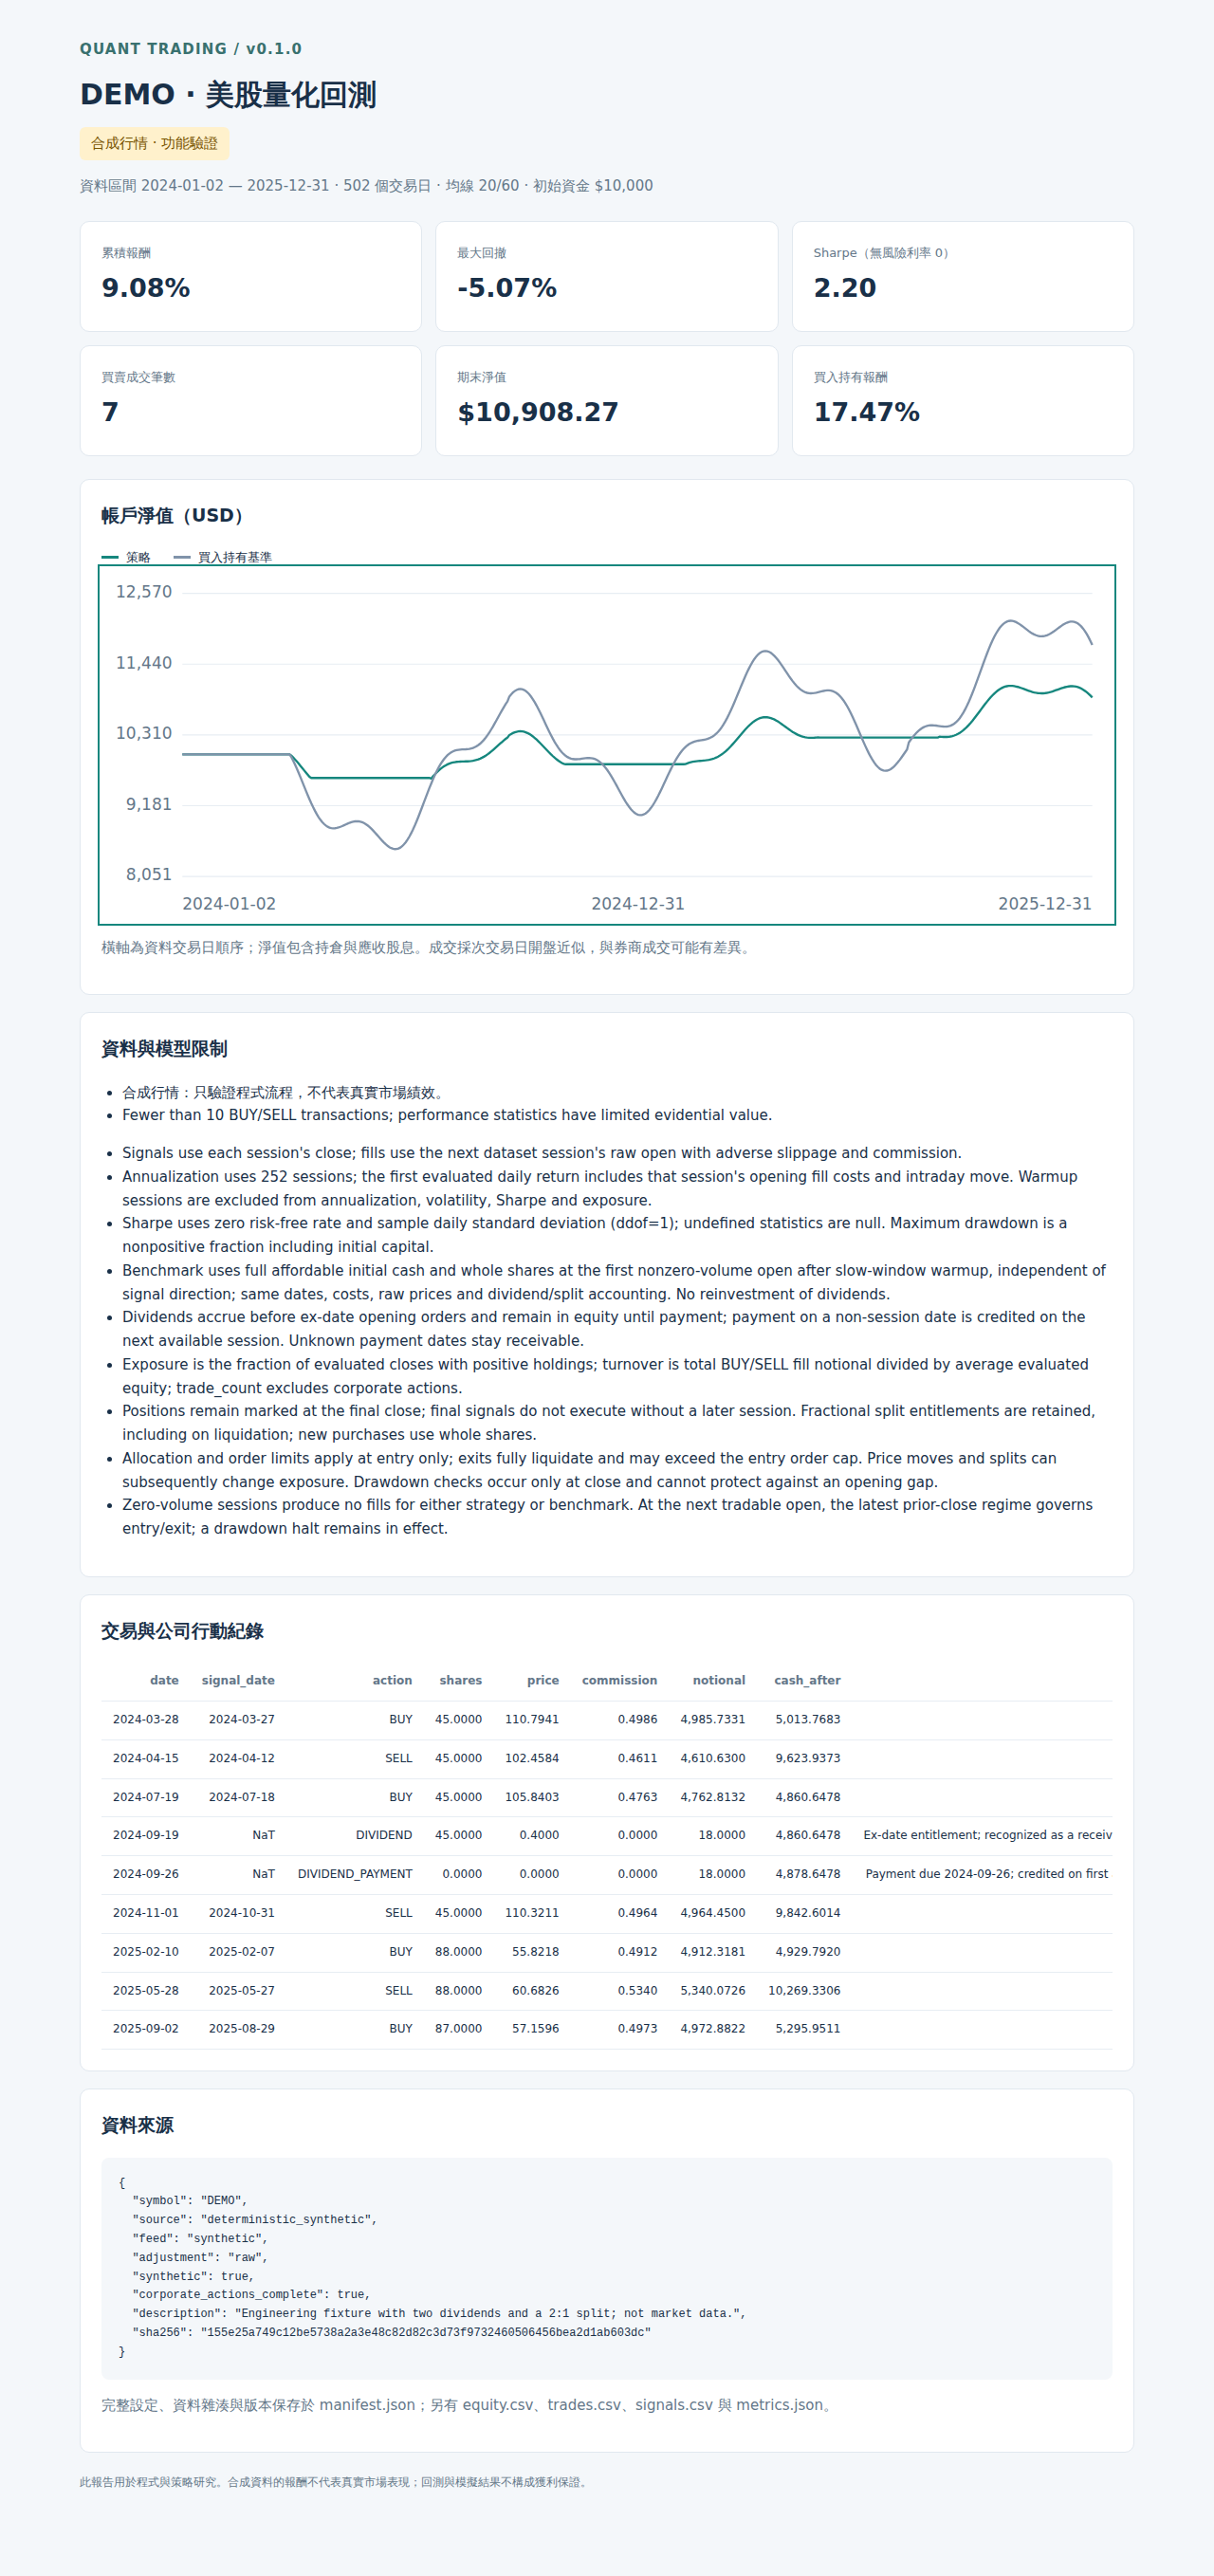 QUANT TRADING / v0.1.0
DEMO · 美股量化回測
合成行情 · 功能驗證
資料區間 2024-01-02 — 2025-12-31 · 502 個交易日 · 均線 20/60 · 初始資金 $10,000
累積報酬
9.08%
最大回撤
-5.07%
Sharpe（無風險利率 0）
2.20
買賣成交筆數
7
期末淨值
$10,908.27
買入持有報酬
17.47%
帳戶淨值（USD）
策略 買入持有基準
12,570
11,440
10,310
9,181
8,051
2024-01-02 2024-12-31 2025-12-31
橫軸為資料交易日順序；淨值包含持倉與應收股息。成交採次交易日開盤近似，與券商成交可能有差異。
資料與模型限制
• 合成行情：只驗證程式流程，不代表真實市場績效。
• Fewer than 10 BUY/SELL transactions; performance statistics have limited evidential value.
• Signals use each session's close; fills use the next dataset session's raw open with adverse slippage and commission.
• Annualization uses 252 sessions; the first evaluated daily return includes that session's opening fill costs and intraday move. Warmup
sessions are excluded from annualization, volatility, Sharpe and exposure.
• Sharpe uses zero risk-free rate and sample daily standard deviation (ddof=1); undefined statistics are null. Maximum drawdown is a
nonpositive fraction including initial capital.
• Benchmark uses full affordable initial cash and whole shares at the first nonzero-volume open after slow-window warmup, independent of
signal direction; same dates, costs, raw prices and dividend/split accounting. No reinvestment of dividends.
• Dividends accrue before ex-date opening orders and remain in equity until payment; payment on a non-session date is credited on the
next available session. Unknown payment dates stay receivable.
• Exposure is the fraction of evaluated closes with positive holdings; turnover is total BUY/SELL fill notional divided by average evaluated
equity; trade_count excludes corporate actions.
• Positions remain marked at the final close; final signals do not execute without a later session. Fractional split entitlements are retained,
including on liquidation; new purchases use whole shares.
• Allocation and order limits apply at entry only; exits fully liquidate and may exceed the entry order cap. Price moves and splits can
subsequently change exposure. Drawdown checks occur only at close and cannot protect against an opening gap.
• Zero-volume sessions produce no fills for either strategy or benchmark. At the next tradable open, the latest prior-close regime governs
entry/exit; a drawdown halt remains in effect.
交易與公司行動紀錄
date signal_date action shares price commission notional cash_after
2024-03-28 2024-03-27 BUY 45.0000 110.7941 0.4986 4,985.7331 5,013.7683
2024-04-15 2024-04-12 SELL 45.0000 102.4584 0.4611 4,610.6300 9,623.9373
2024-07-19 2024-07-18 BUY 45.0000 105.8403 0.4763 4,762.8132 4,860.6478
2024-09-19 NaT DIVIDEND 45.0000 0.4000 0.0000 18.0000 4,860.6478 Ex-date entitlement; recognized as a receiv
2024-09-26 NaT DIVIDEND_PAYMENT 0.0000 0.0000 0.0000 18.0000 4,878.6478 Payment due 2024-09-26; credited on first
2024-11-01 2024-10-31 SELL 45.0000 110.3211 0.4964 4,964.4500 9,842.6014
2025-02-10 2025-02-07 BUY 88.0000 55.8218 0.4912 4,912.3181 4,929.7920
2025-05-28 2025-05-27 SELL 88.0000 60.6826 0.5340 5,340.0726 10,269.3306
2025-09-02 2025-08-29 BUY 87.0000 57.1596 0.4973 4,972.8822 5,295.9511
資料來源
{
"symbol": "DEMO",
"source": "deterministic_synthetic",
"feed": "synthetic",
"adjustment": "raw",
"synthetic": true,
"corporate_actions_complete": true,
"description": "Engineering fixture with two dividends and a 2:1 split; not market data.",
"sha256": "155e25a749c12be5738a2a3e48c82d82c3d73f9732460506456bea2d1ab603dc"
}
完整設定、資料雜湊與版本保存於 manifest.json；另有 equity.csv、trades.csv、signals.csv 與 metrics.json。
此報告用於程式與策略研究。合成資料的報酬不代表真實市場表現；回測與模擬結果不構成獲利保證。